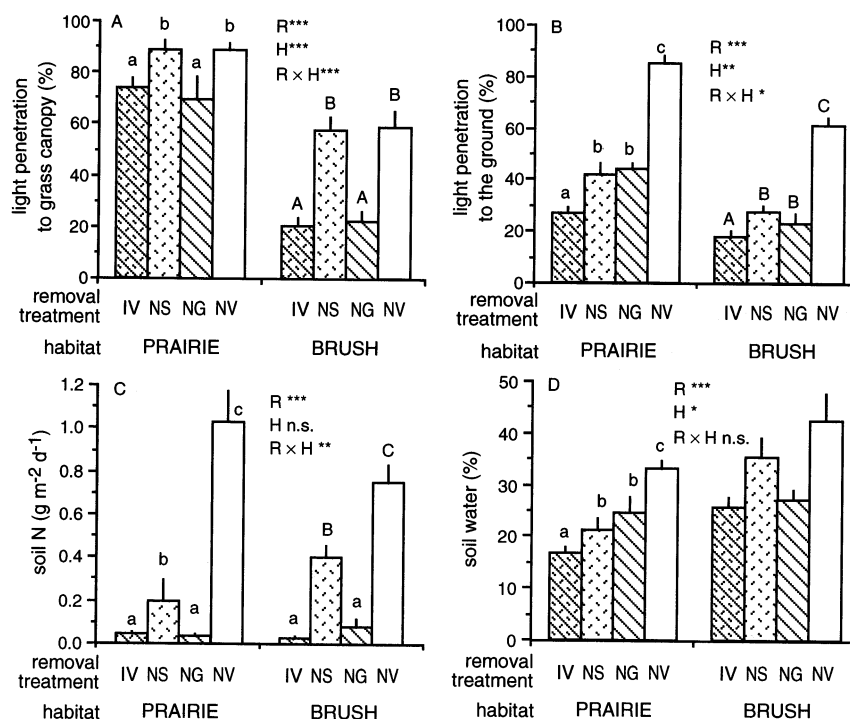 A
light penetration
to grass canopy (%)
100
80
60
40
20
0
a
b
a
b
A
B
A
B
R***
H***
R × H***
removal
treatment
IV NS NG NV
IV NS NG NV
habitat
PRAIRIE
BRUSH
B
light penetration
to the ground (%)
100
80
60
40
20
0
a
b
b
c
A
B
B
C
R ***
H**
R × H *
removal
treatment
IV NS NG NV
IV NS NG NV
habitat
PRAIRIE
BRUSH
C
soil N (g m-2 d-1)
1.2
1.0
0.8
0.6
0.4
0.2
0.0
a
b
a
c
a
B
a
C
R ***
H n.s.
R × H **
removal
treatment
IV NS NG NV
IV NS NG NV
habitat
PRAIRIE
BRUSH
D
soil water (%)
50
40
30
20
10
0
a
b
b
c
R ***
H *
R × H n.s.
removal
treatment
IV NS NG NV
IV NS NG NV
habitat
PRAIRIE
BRUSH